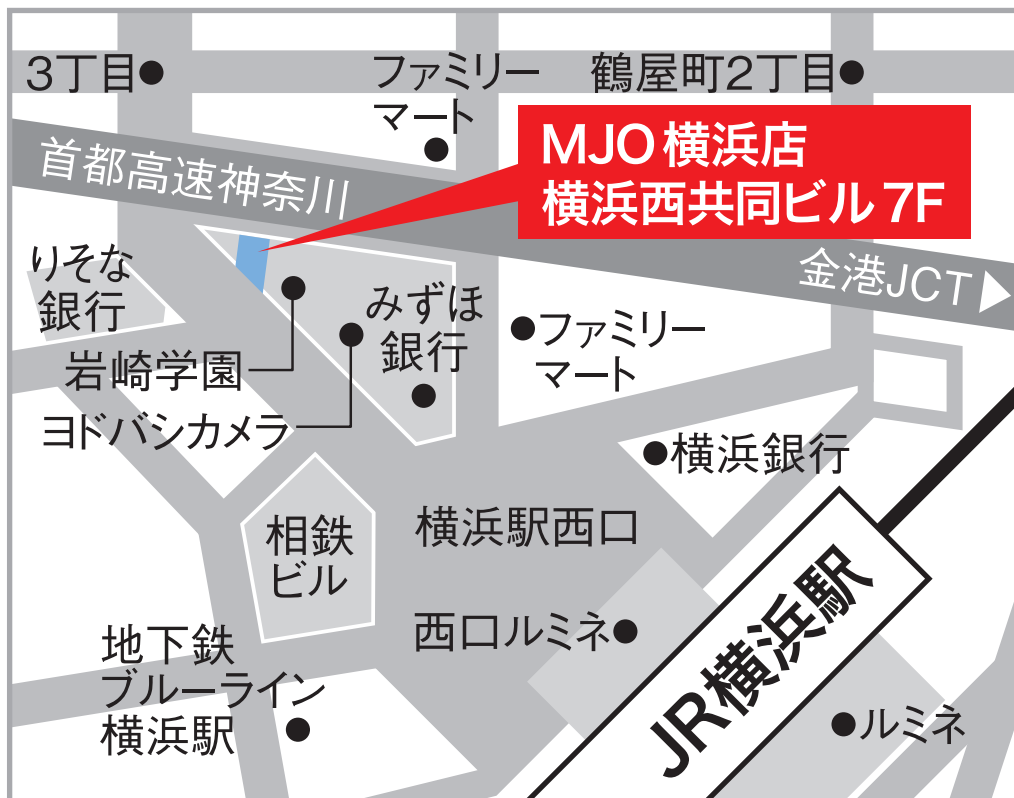 3丁目
ファミリー
マート
鶴屋町2丁目
MJO 横浜店
横浜西共同ビル 7F
首都高速神奈川
金港JCT
りそな
銀行
みずほ
銀行
ファミリー
マート
岩崎学園
ヨドバシカメラ
横浜銀行
横浜駅西口
相鉄
ビル
西口ルミネ
JR横浜駅
地下鉄
ブルーライン
横浜駅
ルミネ